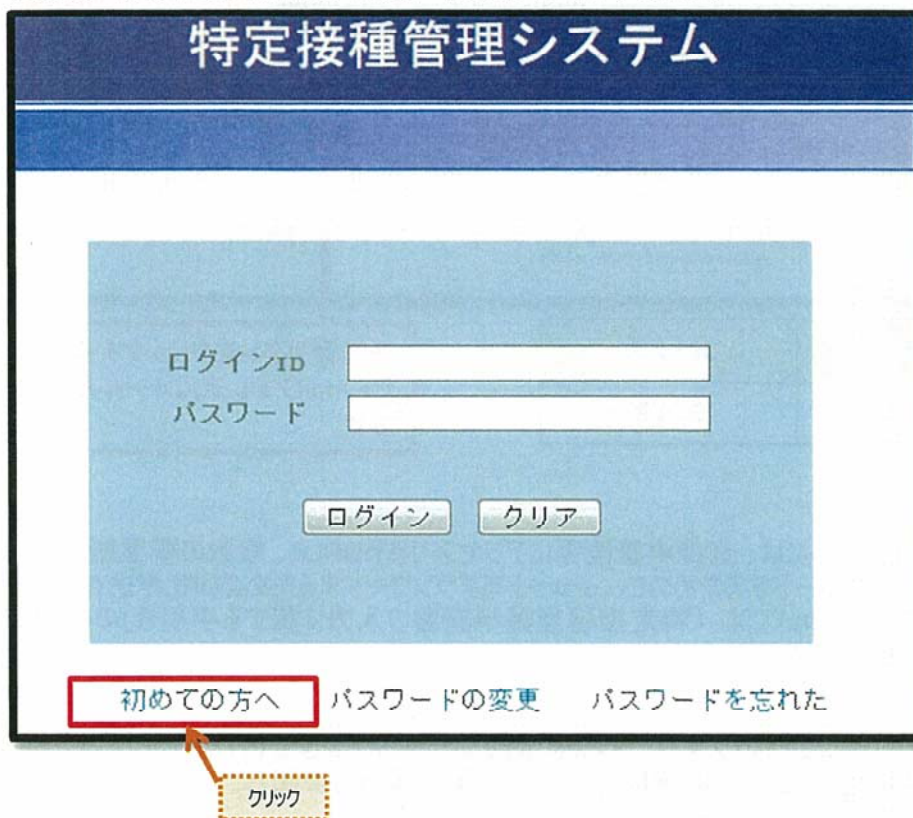 特定接種管理システム
ログインID
パスワード
ログイン クリア
初めての方へ パスワードの変更 パスワードを忘れた
クリック